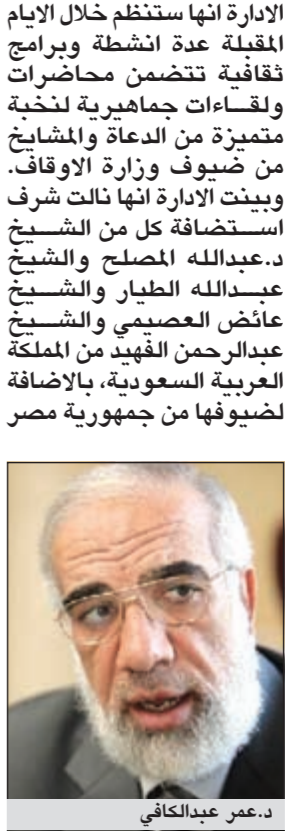 الادارة انها ستنظم خلال الايام
المقبلة عدة انشطة وبرامج
ثقافية تتضمن محاضرات
ولقاءات جماهيرية لنخبة
متميزة من الدعاة والمشايخ
من ضيوف وزارة الاوقاف.
وبينت الادارة انها نالت شرف
استضافة كل من الشيخ
د.عبدالله المصلح والشيخ
عبدالله الطيار والشيخ
عائض العصيمي والشيخ
عبدالرحمن الفهيد من المملكة
العربية السعودية، بالاضافة
لضيوفها من جمهورية مصر
د.عمر عبدالكافي